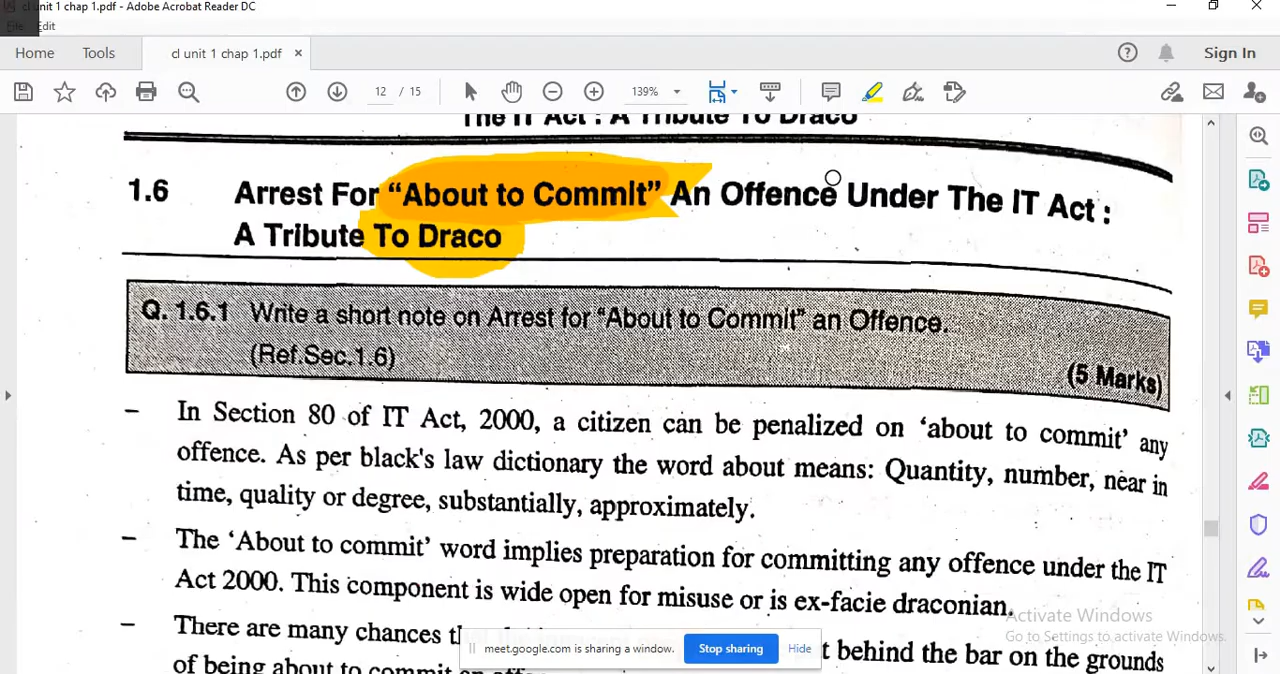 cl unit 1 chap 1.pdf - Adobe Acrobat Reader DC
File Edit
Home Tools cl unit 1 chap 1.pdf × Sign In
12 / 15 139%
The IT Act : A Tribute To Draco
1.6 Arrest For “About to Commit” An Offence Under The IT Act :
A Tribute To Draco
Q. 1.6.1 Write a short note on Arrest for “About to Commit” an Offence.
(Ref.Sec.1.6)
(5 Marks)
– In Section 80 of IT Act, 2000, a citizen can be penalized on ‘about to commit’ any
offence. As per black's law dictionary the word about means: Quantity, number, near in
time, quality or degree, substantially, approximately.
– The ‘About to commit’ word implies preparation for committing any offence under the IT
Act 2000. This component is wide open for misuse or is ex-facie draconian.
– There are many chances behind the bar on the grounds
of being about to commit
Activate Windows
Go to Settings to activate Windows.
meet.google.com is sharing a window. Stop sharing Hide